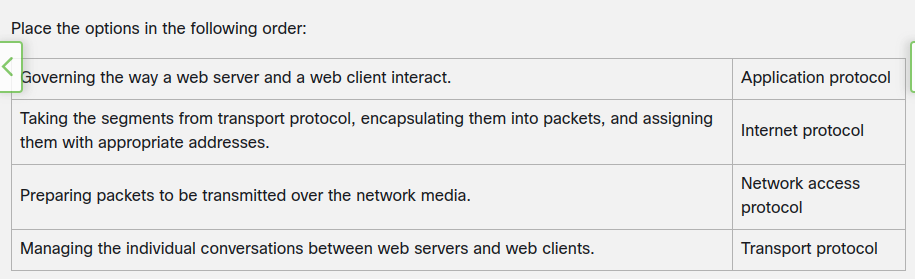 Place the options in the following order:
Governing the way a web server and a web client interact.
Application protocol
Taking the segments from transport protocol, encapsulating them into packets, and assigning
them with appropriate addresses.
Internet protocol
Preparing packets to be transmitted over the network media.
Network access
protocol
Managing the individual conversations between web servers and web clients.
Transport protocol